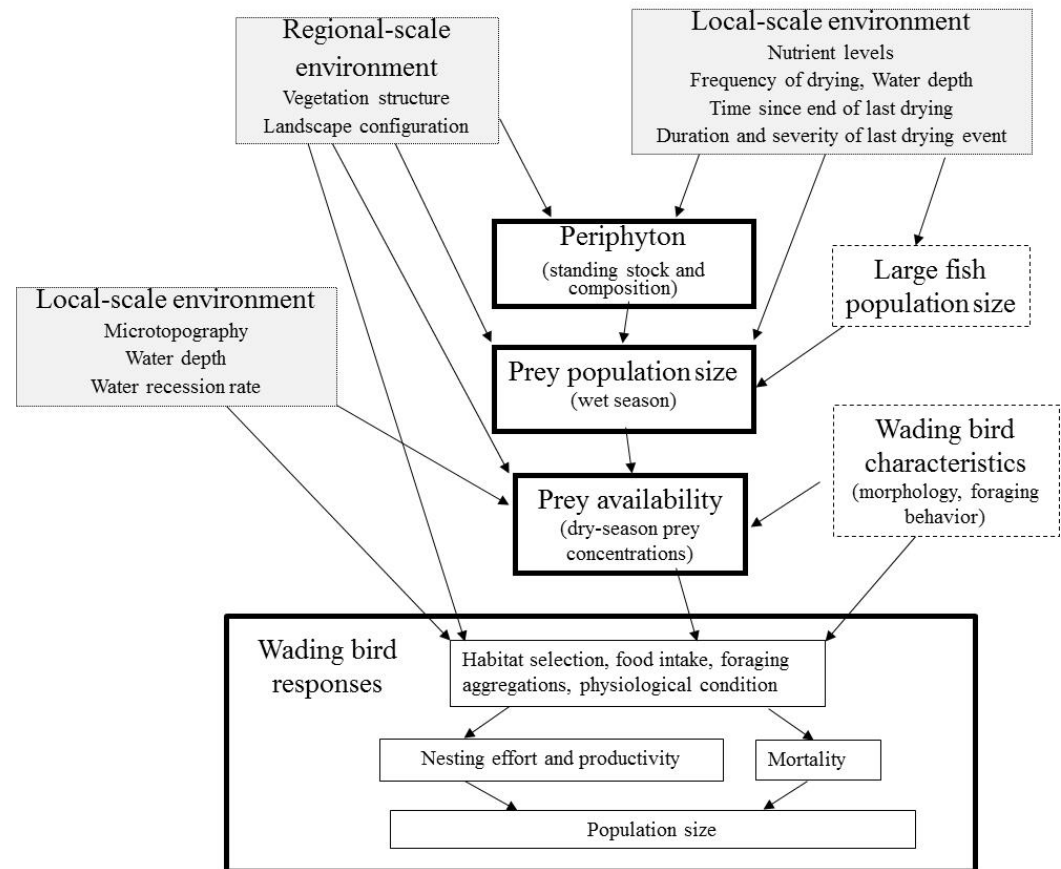 Regional-scale
environment
Vegetation structure
Landscape configuration
Local-scale environment
Nutrient levels
Frequency of drying, Water depth
Time since end of last drying
Duration and severity of last drying event
Periphyton
(standing stock and
composition)
Large fish
population size
Local-scale environment
Microtopography
Water depth
Water recession rate
Prey population size
(wet season)
Wading bird
characteristics
(morphology, foraging
behavior)
Prey availability
(dry-season prey
concentrations)
Wading bird
responses
Habitat selection, food intake, foraging
aggregations, physiological condition
Nesting effort and productivity
Mortality
Population size